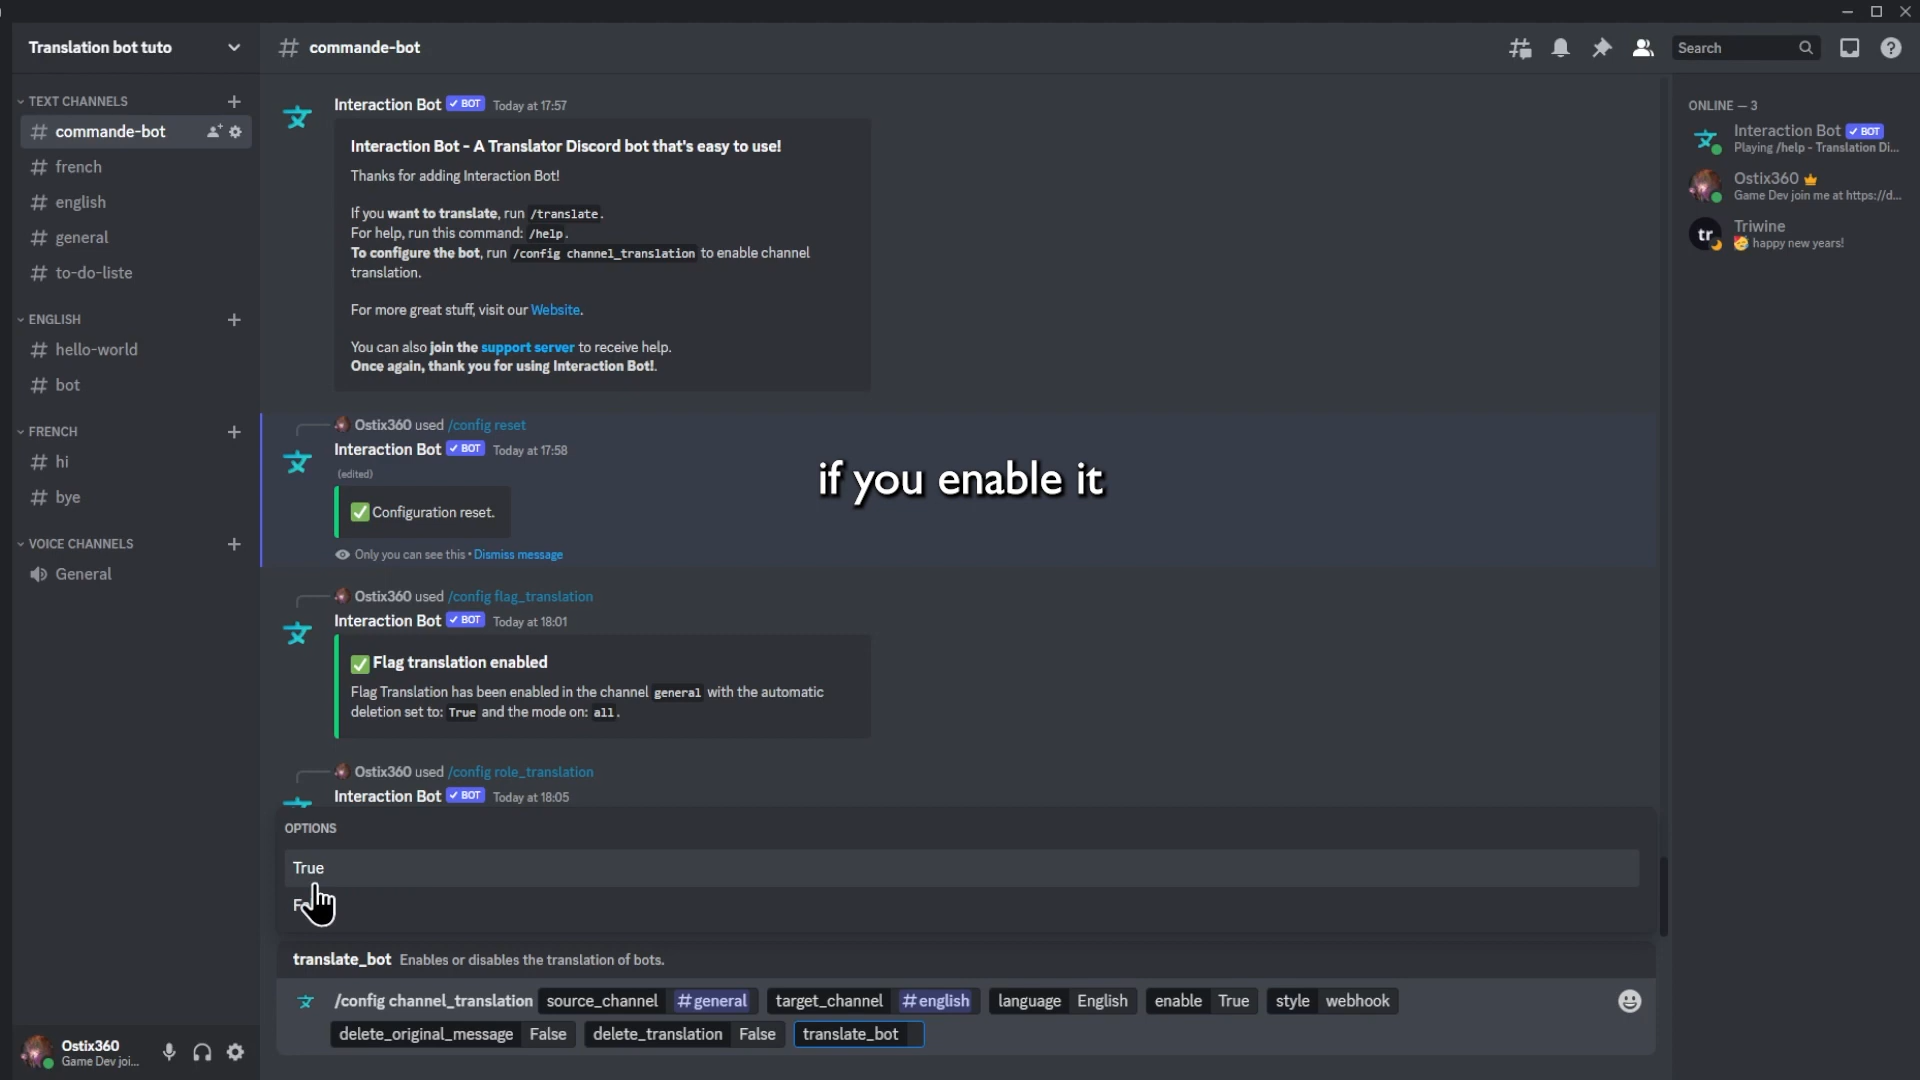 Translation bot tuto
TEXT CHANNELS
commande-bot
french
english
general
to-do-liste
ENGLISH
hello-world
bot
FRENCH
hi
bye
VOICE CHANNELS
General
Ostix360
Game Dev joi...
# commande-bot
Search
Interaction Bot ✓ BOT Today at 17:57
Interaction Bot - A Translator Discord bot that's easy to use!
Thanks for adding Interaction Bot!
If you want to translate, run /translate.
For help, run this command: /help.
To configure the bot, run /config channel_translation to enable channel
translation.
For more great stuff, visit our Website.
You can also join the support server to receive help.
Once again, thank you for using Interaction Bot!.
Ostix360 used /config reset
Interaction Bot ✓ BOT Today at 17:58
(edited)
✅ Configuration reset.
Only you can see this • Dismiss message
if you enable it
Ostix360 used /config flag_translation
Interaction Bot ✓ BOT Today at 18:01
✅ Flag translation enabled
Flag Translation has been enabled in the channel general with the automatic
deletion set to: True and the mode on: all.
Ostix360 used /config role_translation
Interaction Bot ✓ BOT Today at 18:05
OPTIONS
True
translate_bot Enables or disables the translation of bots.
/config channel_translation source_channel #general target_channel #english language English enable True style webhook
delete_original_message False delete_translation False translate_bot
ONLINE — 3
Interaction Bot ✓ BOT
Playing /help - Translation Di...
Ostix360
Game Dev join me at https://d...
tr
Triwine
🥳 happy new years!